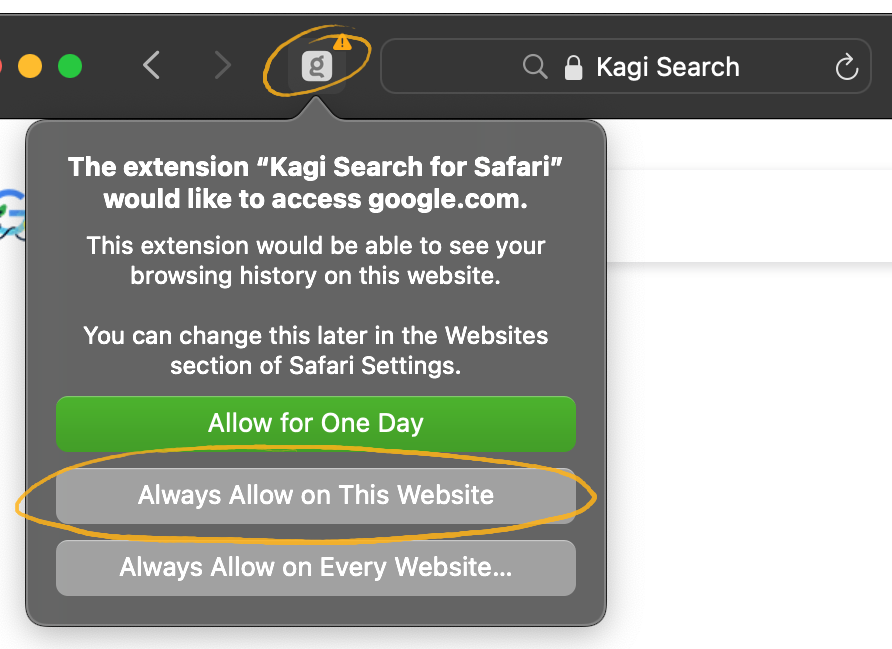 g
Kagi Search
The extension “Kagi Search for Safari”
would like to access google.com.
This extension would be able to see your
browsing history on this website.
You can change this later in the Websites
section of Safari Settings.
Allow for One Day
Always Allow on This Website
Always Allow on Every Website...